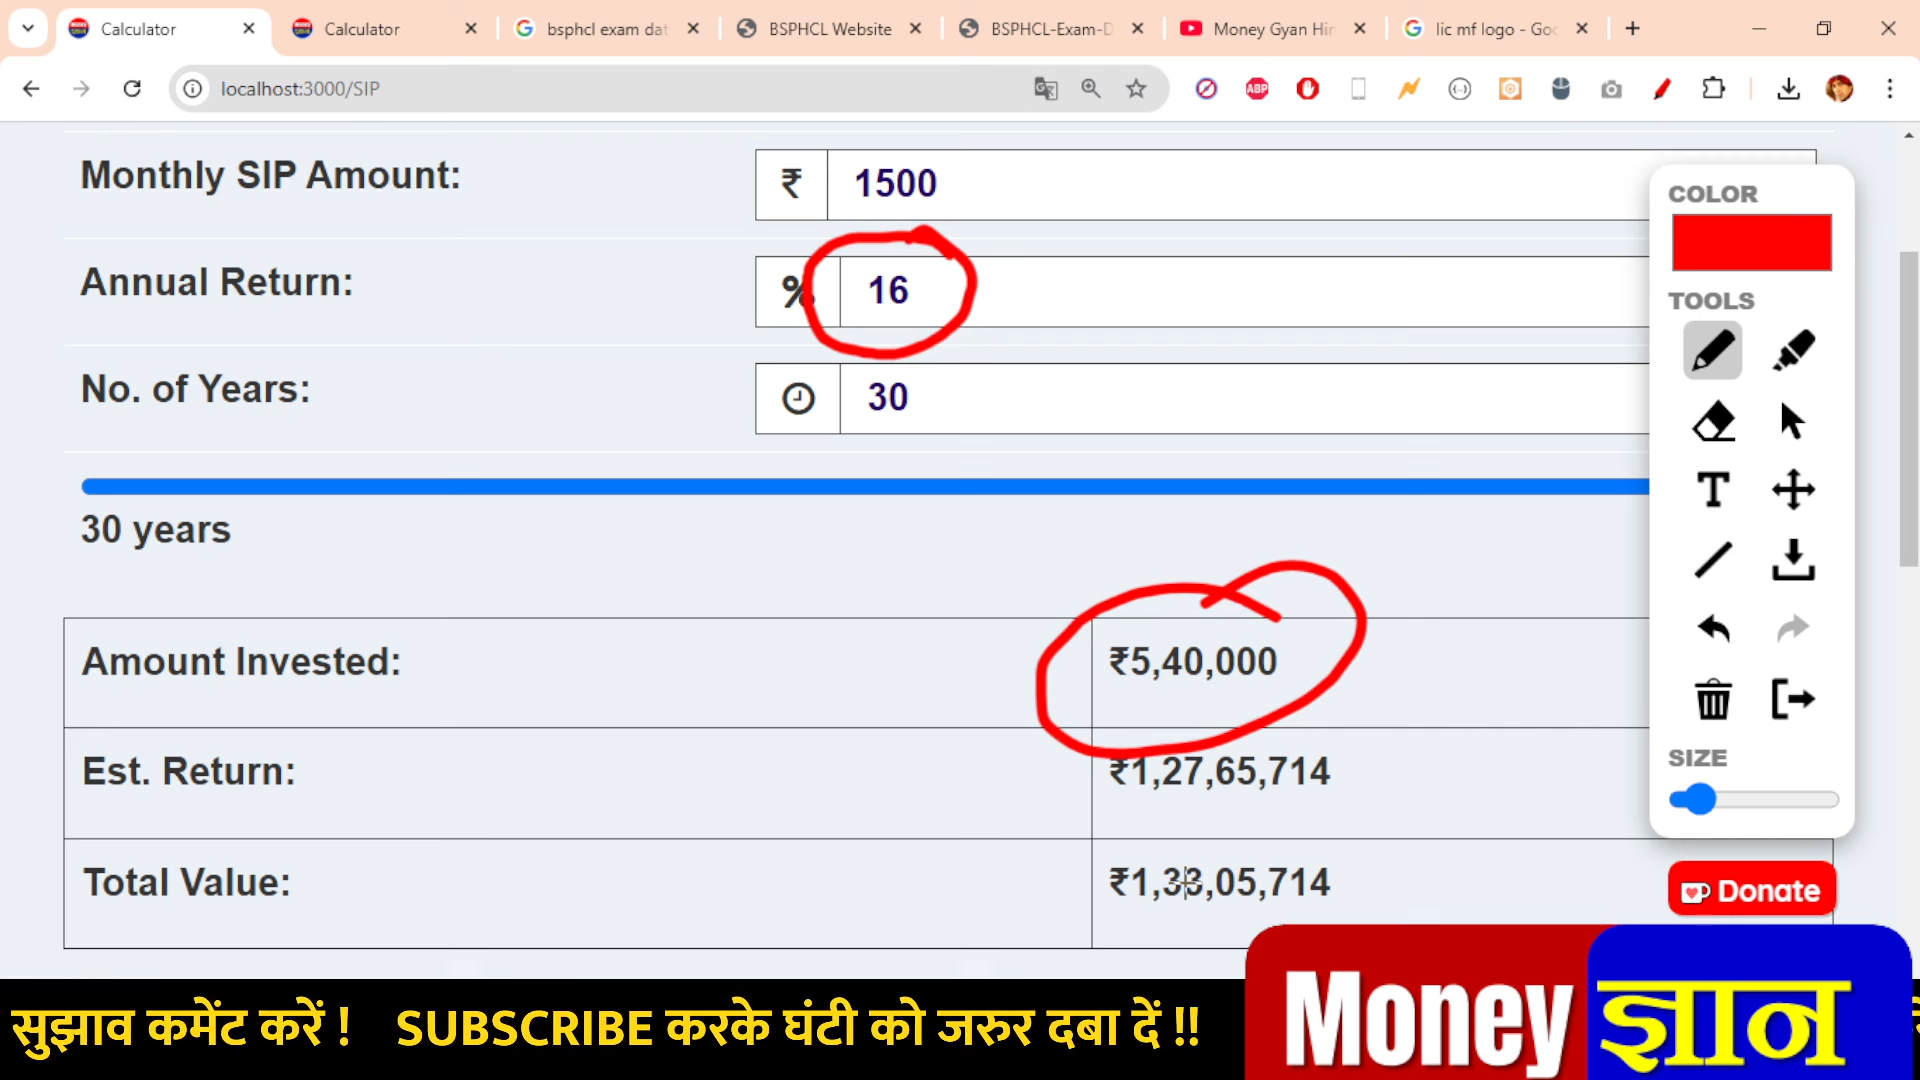 Calculator
Calculator
bsphcl exam dat
BSPHCL Website
BSPHCL-Exam-D
Money Gyan Hin
lic mf logo - Goo
localhost:3000/SIP
ABP
Monthly SIP Amount:
₹ 1500
Annual Return:
% 16
No. of Years:
30
30 years
Amount Invested: ₹5,40,000
Est. Return: ₹1,27,65,714
Total Value: ₹1,33,05,714
COLOR
TOOLS
T
SIZE
Donate
सुझाव कमेंट करें ! SUBSCRIBE करके घंटी को जरुर दबा दें !!
Money ज्ञान